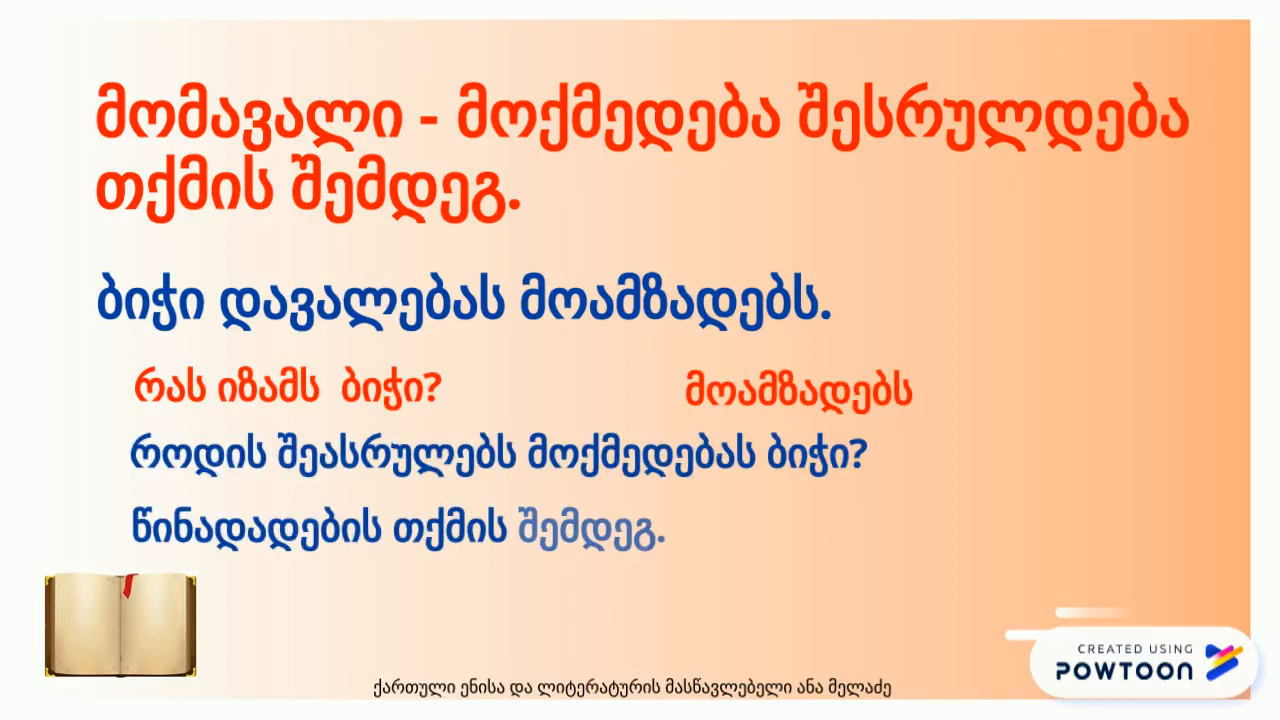 მომავალი - მოქმედება შესრულდება
თქმის შემდეგ.
ბიჭი დავალებას მოამზადებს.
რას იზამს ბიჭი? მოამზადებს
როდის შეასრულებს მოქმედებას ბიჭი?
წინადადების თქმის შემდეგ.
CREATED USING
POWTOON
ქართული ენისა და ლიტერატურის მასწავლებელი ანა მელაძე